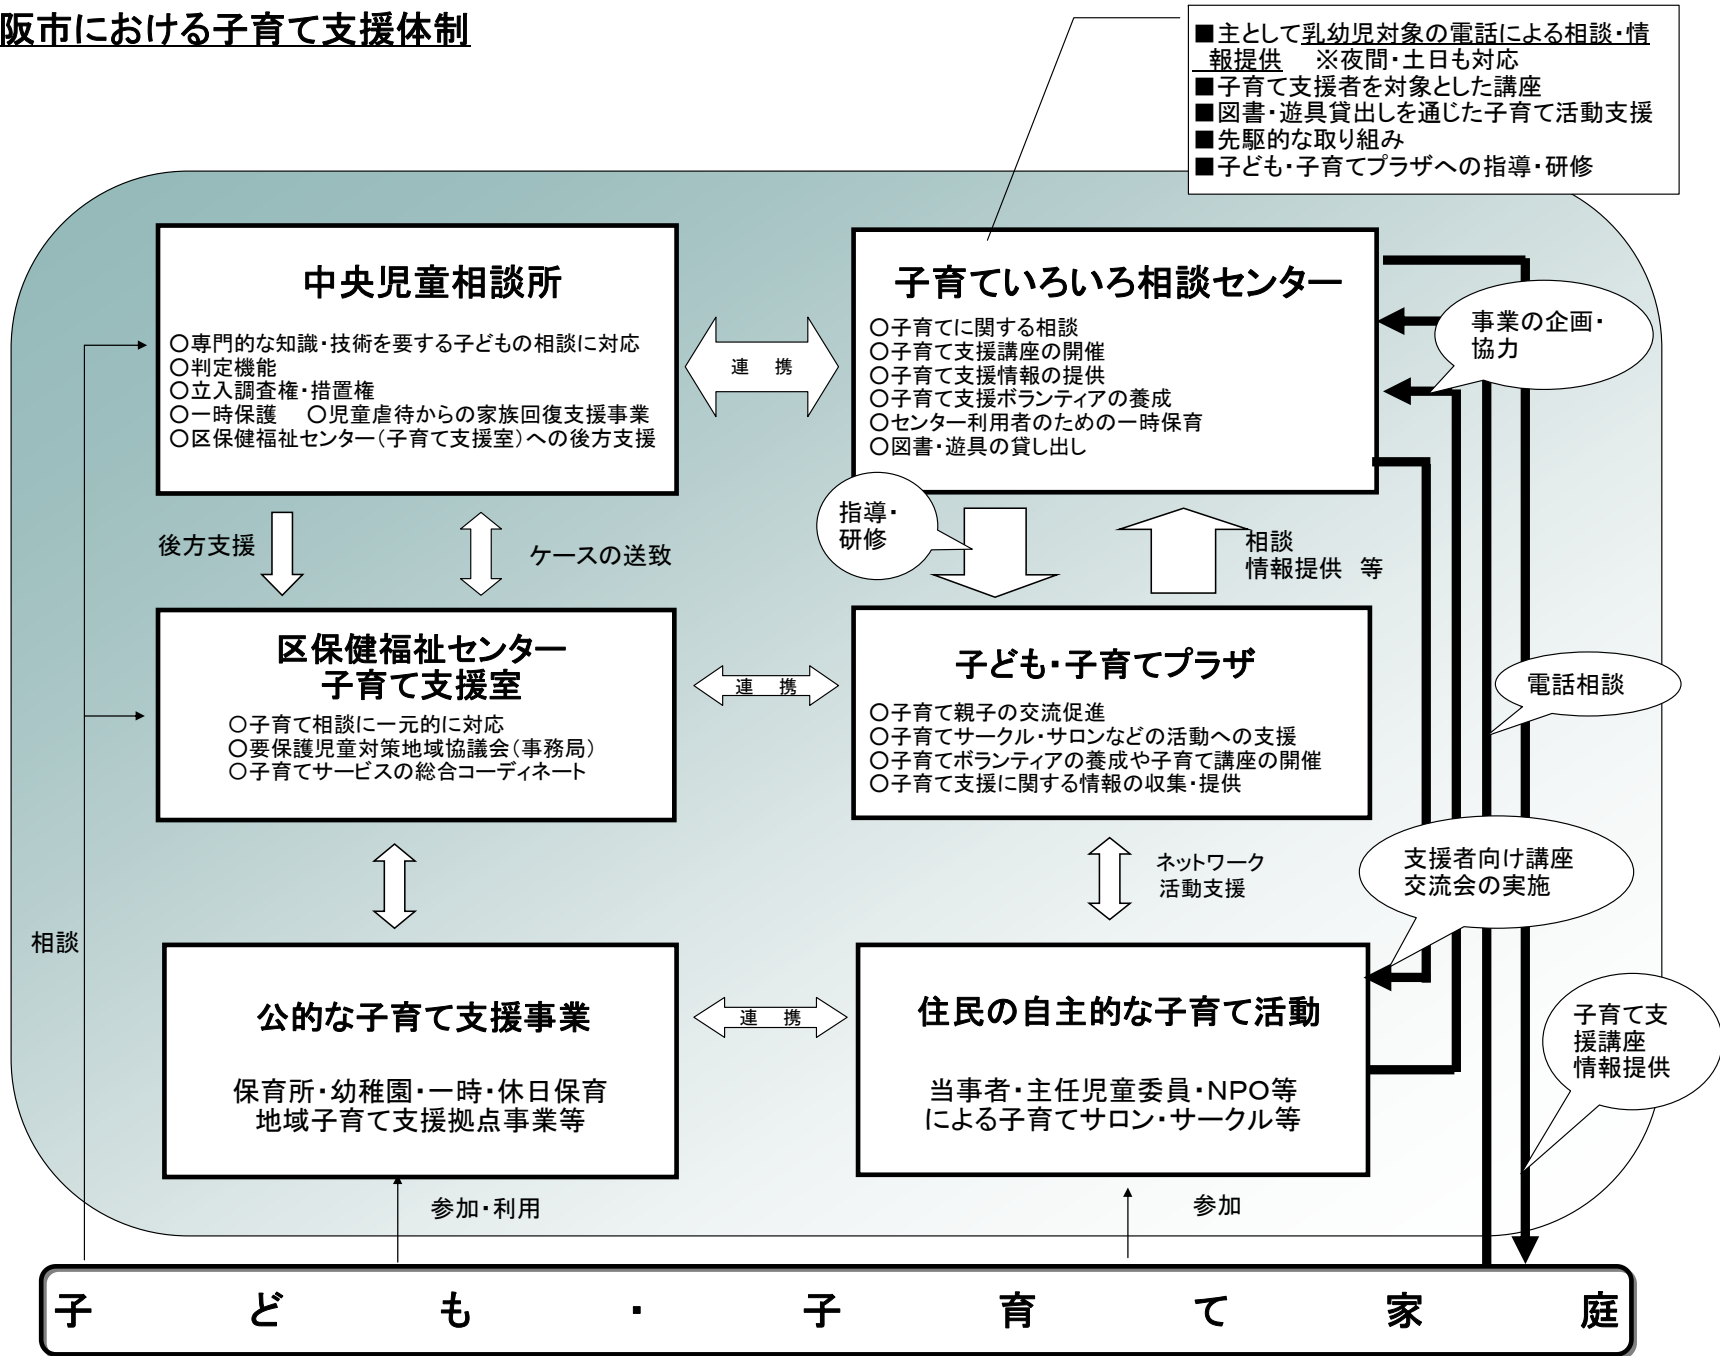 阪市における子育て支援体制
■主として乳幼児対象の電話による相談・情
報提供　※夜間・土日も対応
■子育て支援者を対象とした講座
■図書・遊具貸出しを通じた子育て活動支援
■先駆的な取り組み
■子ども・子育てプラザへの指導・研修
中央児童相談所
○専門的な知識・技術を要する子どもの相談に対応
○判定機能
○立入調査権・措置権
○一時保護　○児童虐待からの家族回復支援事業
○区保健福祉センター（子育て支援室）への後方支援
連　携
子育ていろいろ相談センター
○子育てに関する相談
○子育て支援講座の開催
○子育て支援情報の提供
○子育て支援ボランティアの養成
○センター利用者のための一時保育
○図書・遊具の貸し出し
事業の企画・
協力
後方支援
ケースの送致
指導・
研修
相談
情報提供　等
区保健福祉センター
子育て支援室
○子育て相談に一元的に対応
○要保護児童対策地域協議会（事務局）
○子育てサービスの総合コーディネート
連　携
子ども・子育てプラザ
○子育て親子の交流促進
○子育てサークル・サロンなどの活動への支援
○子育てボランティアの養成や子育て講座の開催
○子育て支援に関する情報の収集・提供
電話相談
ネットワーク
活動支援
支援者向け講座
交流会の実施
相談
公的な子育て支援事業
保育所・幼稚園・一時・休日保育
地域子育て支援拠点事業等
連　携
住民の自主的な子育て活動
当事者・主任児童委員・NPO等
による子育てサロン・サークル等
子育て支
援講座
情報提供
参加・利用
参加
子ども・子育て家庭